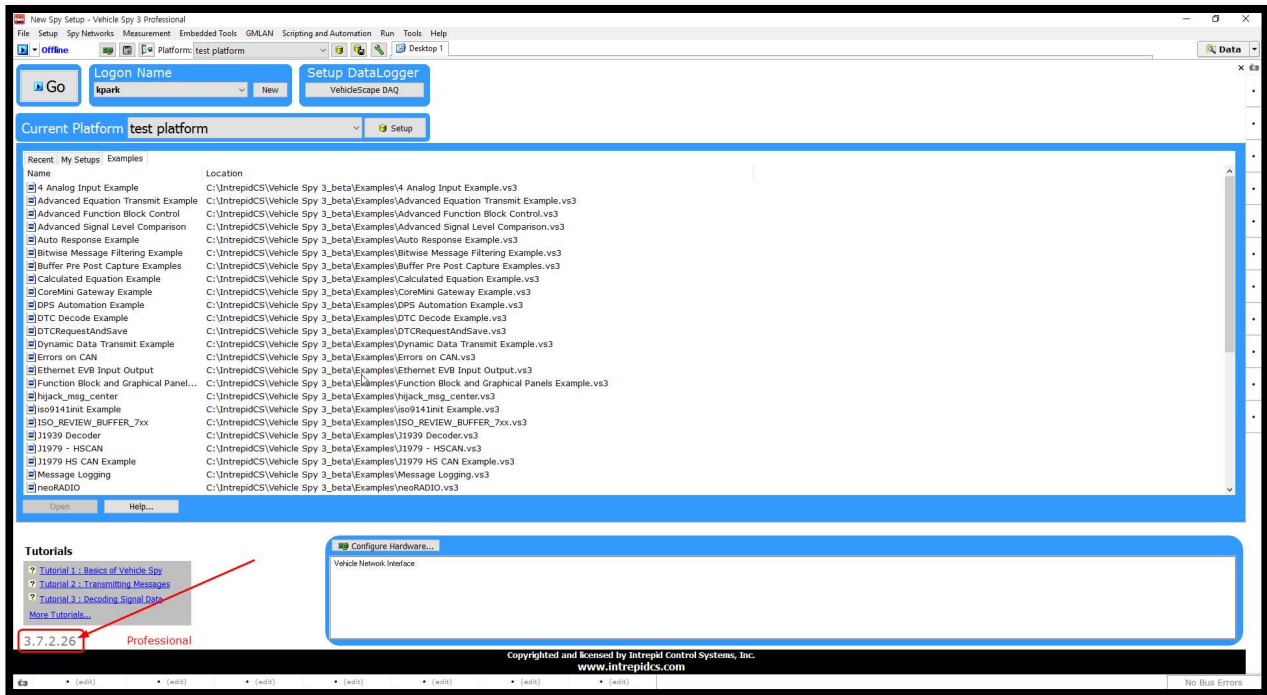 New Spy Setup - Vehicle Spy 3 Professional
File Setup Spy Networks Measurement Embedded Tools GMLAN Scripting and Automation Run Tools Help
Offline Platform: test platform Desktop 1 Data
Go
Logon Name
kpark New
Setup DataLogger
VehicleScape DAQ
Current Platform test platform Setup
Recent My Setups Examples
Name Location
4 Analog Input Example C:\IntrepidCS\Vehicle Spy 3_beta\Examples\4 Analog Input Example.vs3
Advanced Equation Transmit Example C:\IntrepidCS\Vehicle Spy 3_beta\Examples\Advanced Equation Transmit Example.vs3
Advanced Function Block Control C:\IntrepidCS\Vehicle Spy 3_beta\Examples\Advanced Function Block Control.vs3
Advanced Signal Level Comparison C:\IntrepidCS\Vehicle Spy 3_beta\Examples\Advanced Signal Level Comparison.vs3
Auto Response Example C:\IntrepidCS\Vehicle Spy 3_beta\Examples\Auto Response Example.vs3
Bitwise Message Filtering Example C:\IntrepidCS\Vehicle Spy 3_beta\Examples\Bitwise Message Filtering Example.vs3
Buffer Pre Post Capture Examples C:\IntrepidCS\Vehicle Spy 3_beta\Examples\Buffer Pre Post Capture Examples.vs3
Calculated Equation Example C:\IntrepidCS\Vehicle Spy 3_beta\Examples\Calculated Equation Example.vs3
CoreMini Gateway Example C:\IntrepidCS\Vehicle Spy 3_beta\Examples\CoreMini Gateway Example.vs3
DPS Automation Example C:\IntrepidCS\Vehicle Spy 3_beta\Examples\DPS Automation Example.vs3
DTC Decode Example C:\IntrepidCS\Vehicle Spy 3_beta\Examples\DTC Decode Example.vs3
DTCRequestAndSave C:\IntrepidCS\Vehicle Spy 3_beta\Examples\DTCRequestAndSave.vs3
Dynamic Data Transmit Example C:\IntrepidCS\Vehicle Spy 3_beta\Examples\Dynamic Data Transmit Example.vs3
Errors on CAN C:\IntrepidCS\Vehicle Spy 3_beta\Examples\Errors on CAN.vs3
Ethernet EVB Input Output C:\IntrepidCS\Vehicle Spy 3_beta\Examples\Ethernet EVB Input Output.vs3
Function Block and Graphical Panel... C:\IntrepidCS\Vehicle Spy 3_beta\Examples\Function Block and Graphical Panels Example.vs3
hijack_msg_center C:\IntrepidCS\Vehicle Spy 3_beta\Examples\hijack_msg_center.vs3
iso9141init Example C:\IntrepidCS\Vehicle Spy 3_beta\Examples\iso9141init Example.vs3
ISO_REVIEW_BUFFER_7xx C:\IntrepidCS\Vehicle Spy 3_beta\Examples\ISO_REVIEW_BUFFER_7xx.vs3
J1939 Decoder C:\IntrepidCS\Vehicle Spy 3_beta\Examples\J1939 Decoder.vs3
J1979 - HSCAN C:\IntrepidCS\Vehicle Spy 3_beta\Examples\J1979 - HSCAN.vs3
J1979 HS CAN Example C:\IntrepidCS\Vehicle Spy 3_beta\Examples\J1979 HS CAN Example.vs3
Message Logging C:\IntrepidCS\Vehicle Spy 3_beta\Examples\Message Logging.vs3
neoRADIO C:\IntrepidCS\Vehicle Spy 3_beta\Examples\neoRADIO.vs3
Open Help...
Tutorials
Tutorial 1 : Basics of Vehicle Spy
Tutorial 2 : Transmitting Messages
Tutorial 3 : Decoding Signal Data
More Tutorials...
Configure Hardware...
Vehicle Network Interface
3.7.2.26 Professional
Copyrighted and licensed by Intrepid Control Systems, Inc.
www.intrepidcs.com
(edit) (edit) (edit) (edit) (edit) (edit) (edit) No Bus Errors